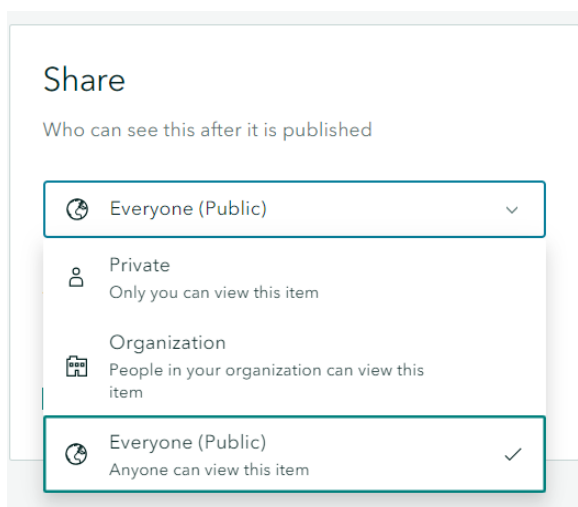 Share
Who can see this after it is published
Everyone (Public)
Private
Only you can view this item
Organization
People in your organization can view this
item
Everyone (Public)
Anyone can view this item